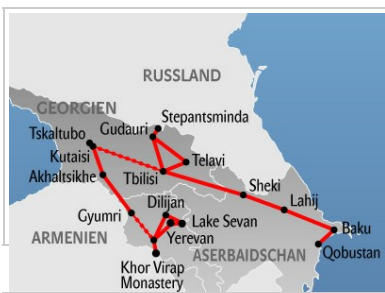 RUSSLAND
GEORGIEN
Stepantsminda
Gudauri
Tskaltubo
Kutaisi
Telavi
Akhaltsikhe
Tbilisi
Sheki
Dilijan
Lahij
Gyumri
Lake Sevan
Baku
ARMENIEN
Yerevan
ASERBAIDSCHAN
Qobustan
Khor Virap
Monastery